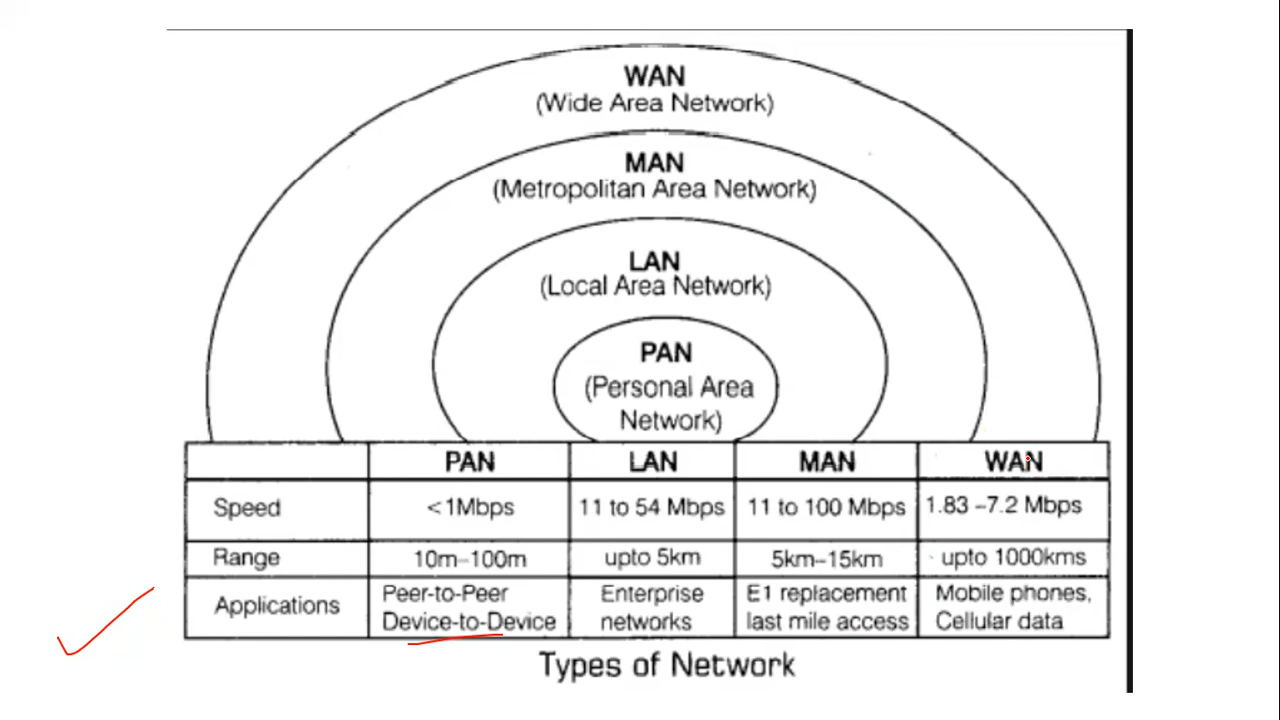 WAN
(Wide Area Network)
MAN
(Metropolitan Area Network)
LAN
(Local Area Network)
PAN
(Personal Area
Network)
PAN LAN MAN WAN
Speed <1Mbps 11 to 54 Mbps 11 to 100 Mbps 1.83 –7.2 Mbps
Range 10m–100m upto 5km 5km–15km upto 1000kms
Applications Peer-to-Peer Enterprise E1 replacement Mobile phones,
Device-to-Device networks last mile access Cellular data
Types of Network